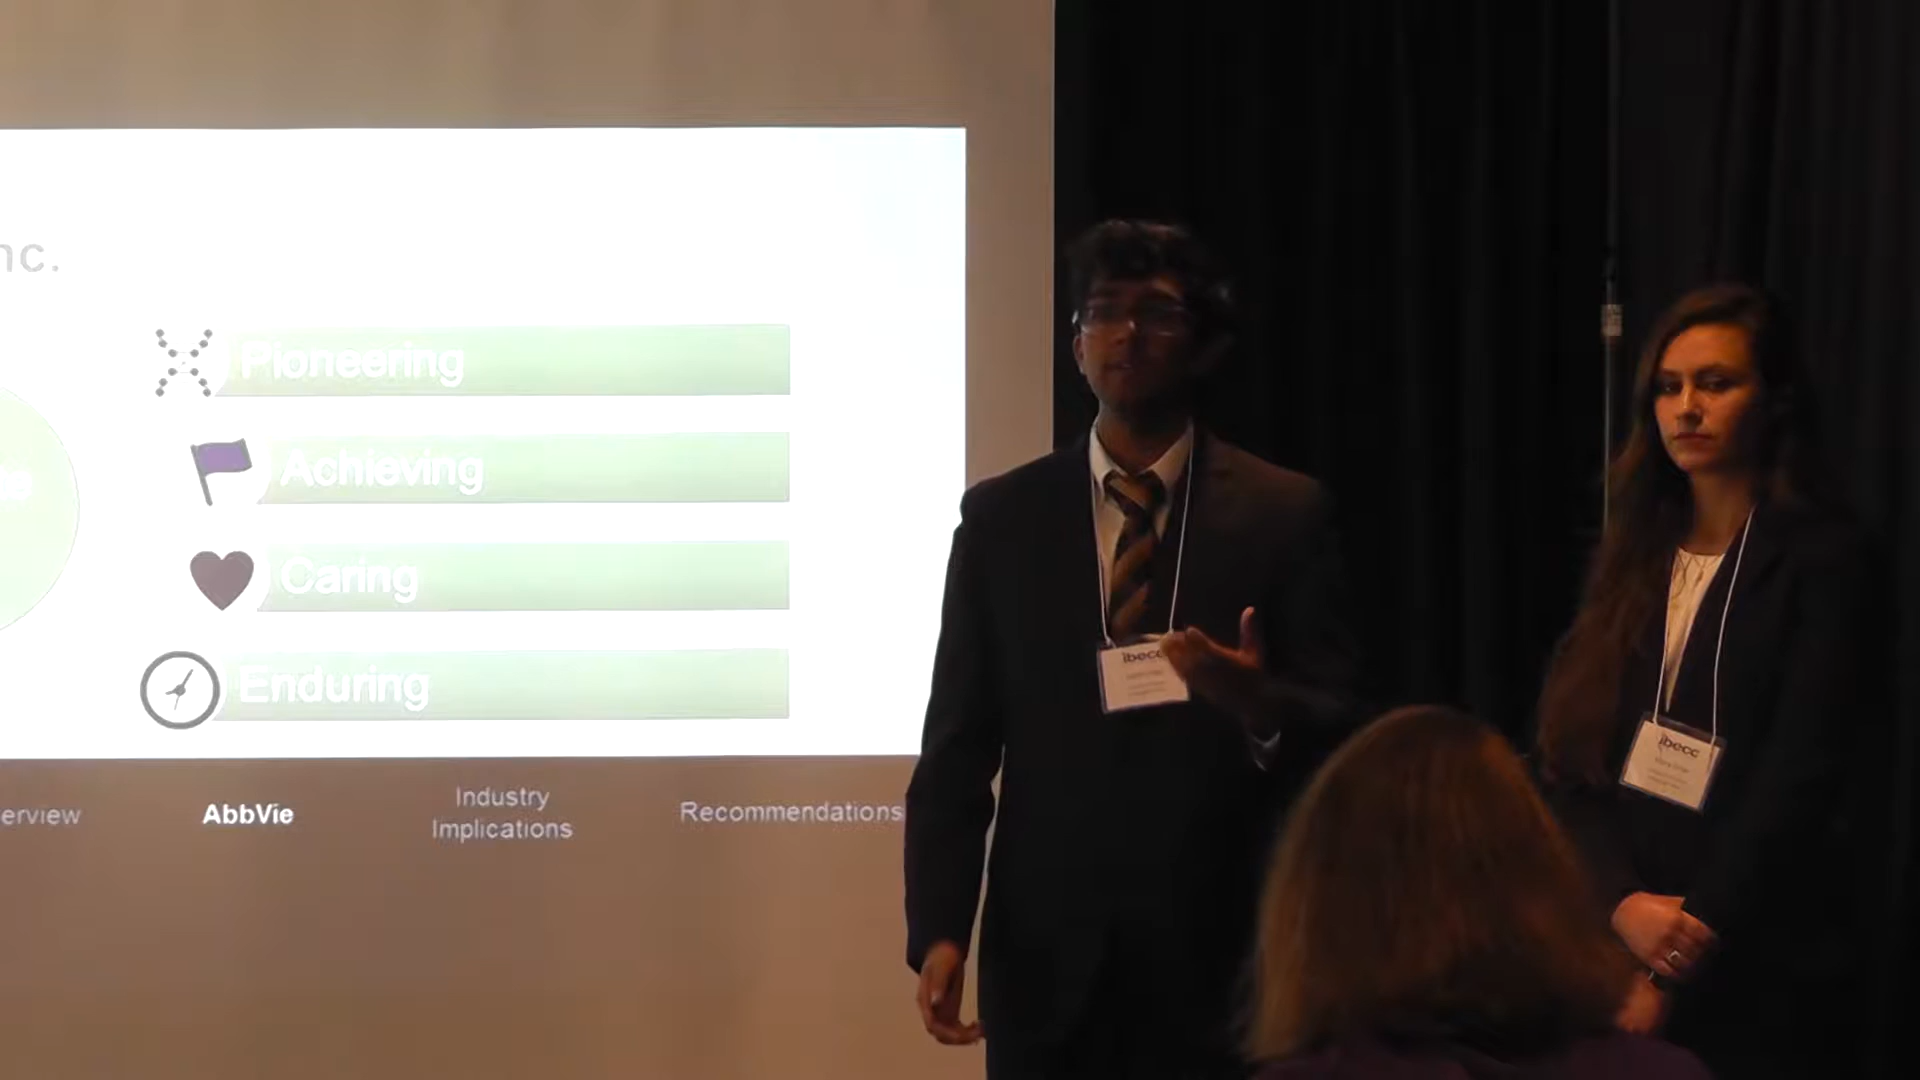 nc.
Pioneering
Achieving
Caring
Enduring
erview
AbbVie
Industry
Implications
Recommendations
ibecc
ibecc